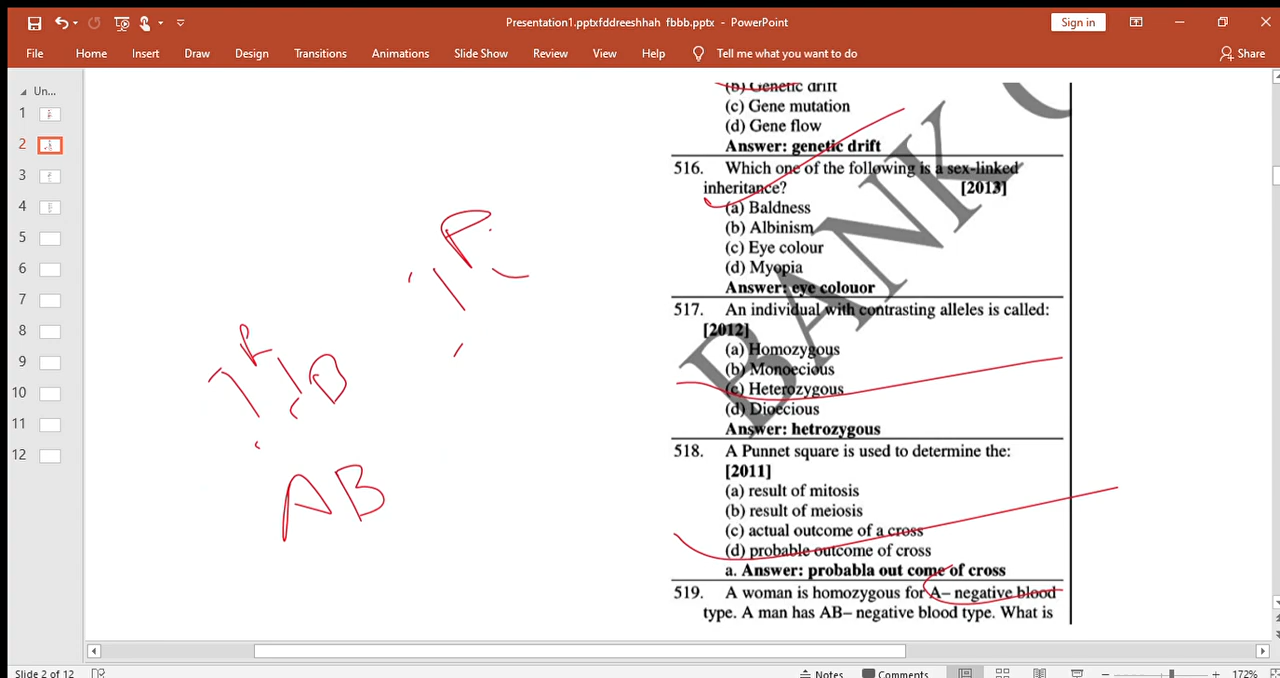 Presentation1.pptxfddreeshhah fbbb.pptx - PowerPoint
Sign in
File Home Insert Draw Design Transitions Animations Slide Show Review View Help Tell me what you want to do Share
Un...
1
2
3
4
5
6
7
8
9
10
11
12
(b) Genetic drift
(c) Gene mutation
(d) Gene flow
Answer: genetic drift
516. Which one of the following is a sex-linked
inheritance? [2013]
(a) Baldness
(b) Albinism
(c) Eye colour
(d) Myopia
Answer: eye colouor
517. An individual with contrasting alleles is called:
[2012]
(a) Homozygous
(b) Monoecious
(c) Heterozygous
(d) Dioecious
Answer: hetrozygous
518. A Punnet square is used to determine the:
[2011]
(a) result of mitosis
(b) result of meiosis
(c) actual outcome of a cross
(d) probable outcome of cross
a. Answer: probabla out come of cross
519. A woman is homozygous for A– negative blood
type. A man has AB– negative blood type. What is
BANK
AB
Slide 2 of 12
Notes Comments 172%